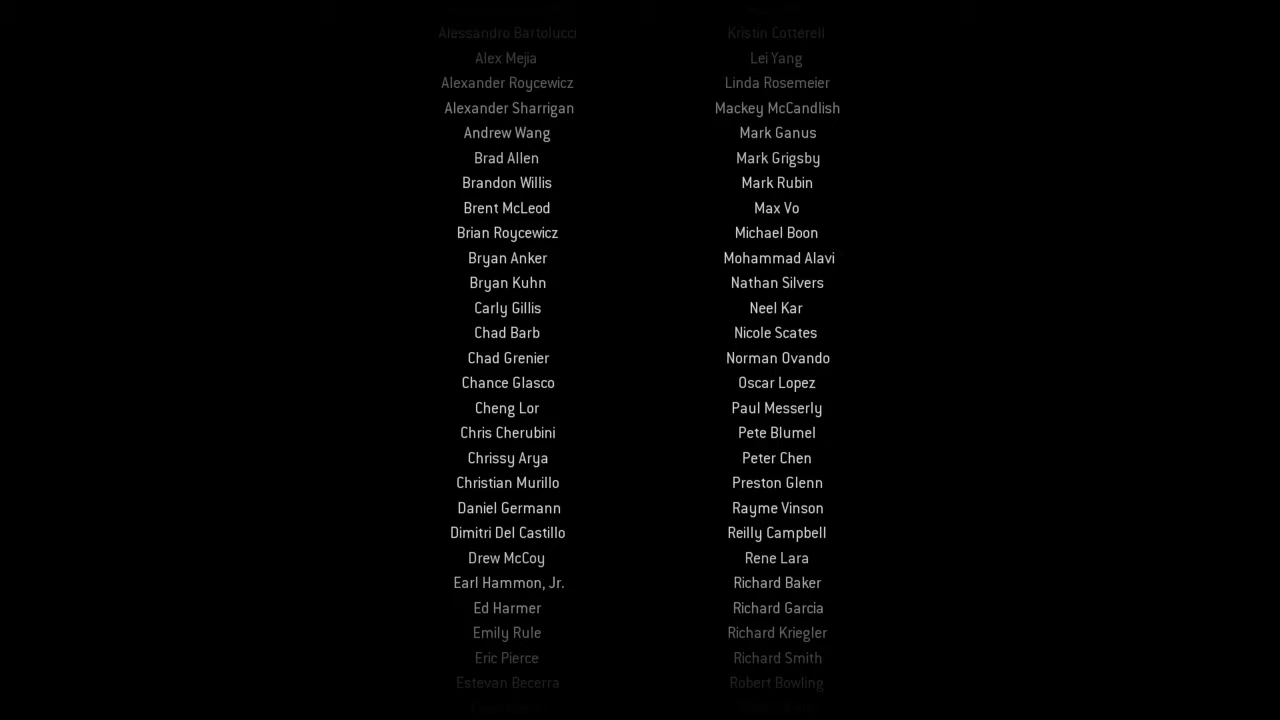 Alessandro Bartolucci
Alex Mejia
Alexander Roycewicz
Alexander Sharrigan
Andrew Wang
Brad Allen
Brandon Willis
Brent McLeod
Brian Roycewicz
Bryan Anker
Bryan Kuhn
Carly Gillis
Chad Barb
Chad Grenier
Chance Glasco
Cheng Lor
Chris Cherubini
Chrissy Arya
Christian Murillo
Daniel Germann
Dimitri Del Castillo
Drew McCoy
Earl Hammon, Jr.
Ed Harmer
Emily Rule
Eric Pierce
Estevan Becerra
Kristin Cotterell
Lei Yang
Linda Rosemeier
Mackey McCandlish
Mark Ganus
Mark Grigsby
Mark Rubin
Max Vo
Michael Boon
Mohammad Alavi
Nathan Silvers
Neel Kar
Nicole Scates
Norman Ovando
Oscar Lopez
Paul Messerly
Pete Blumel
Peter Chen
Preston Glenn
Rayme Vinson
Reilly Campbell
Rene Lara
Richard Baker
Richard Garcia
Richard Kriegler
Richard Smith
Robert Bowling